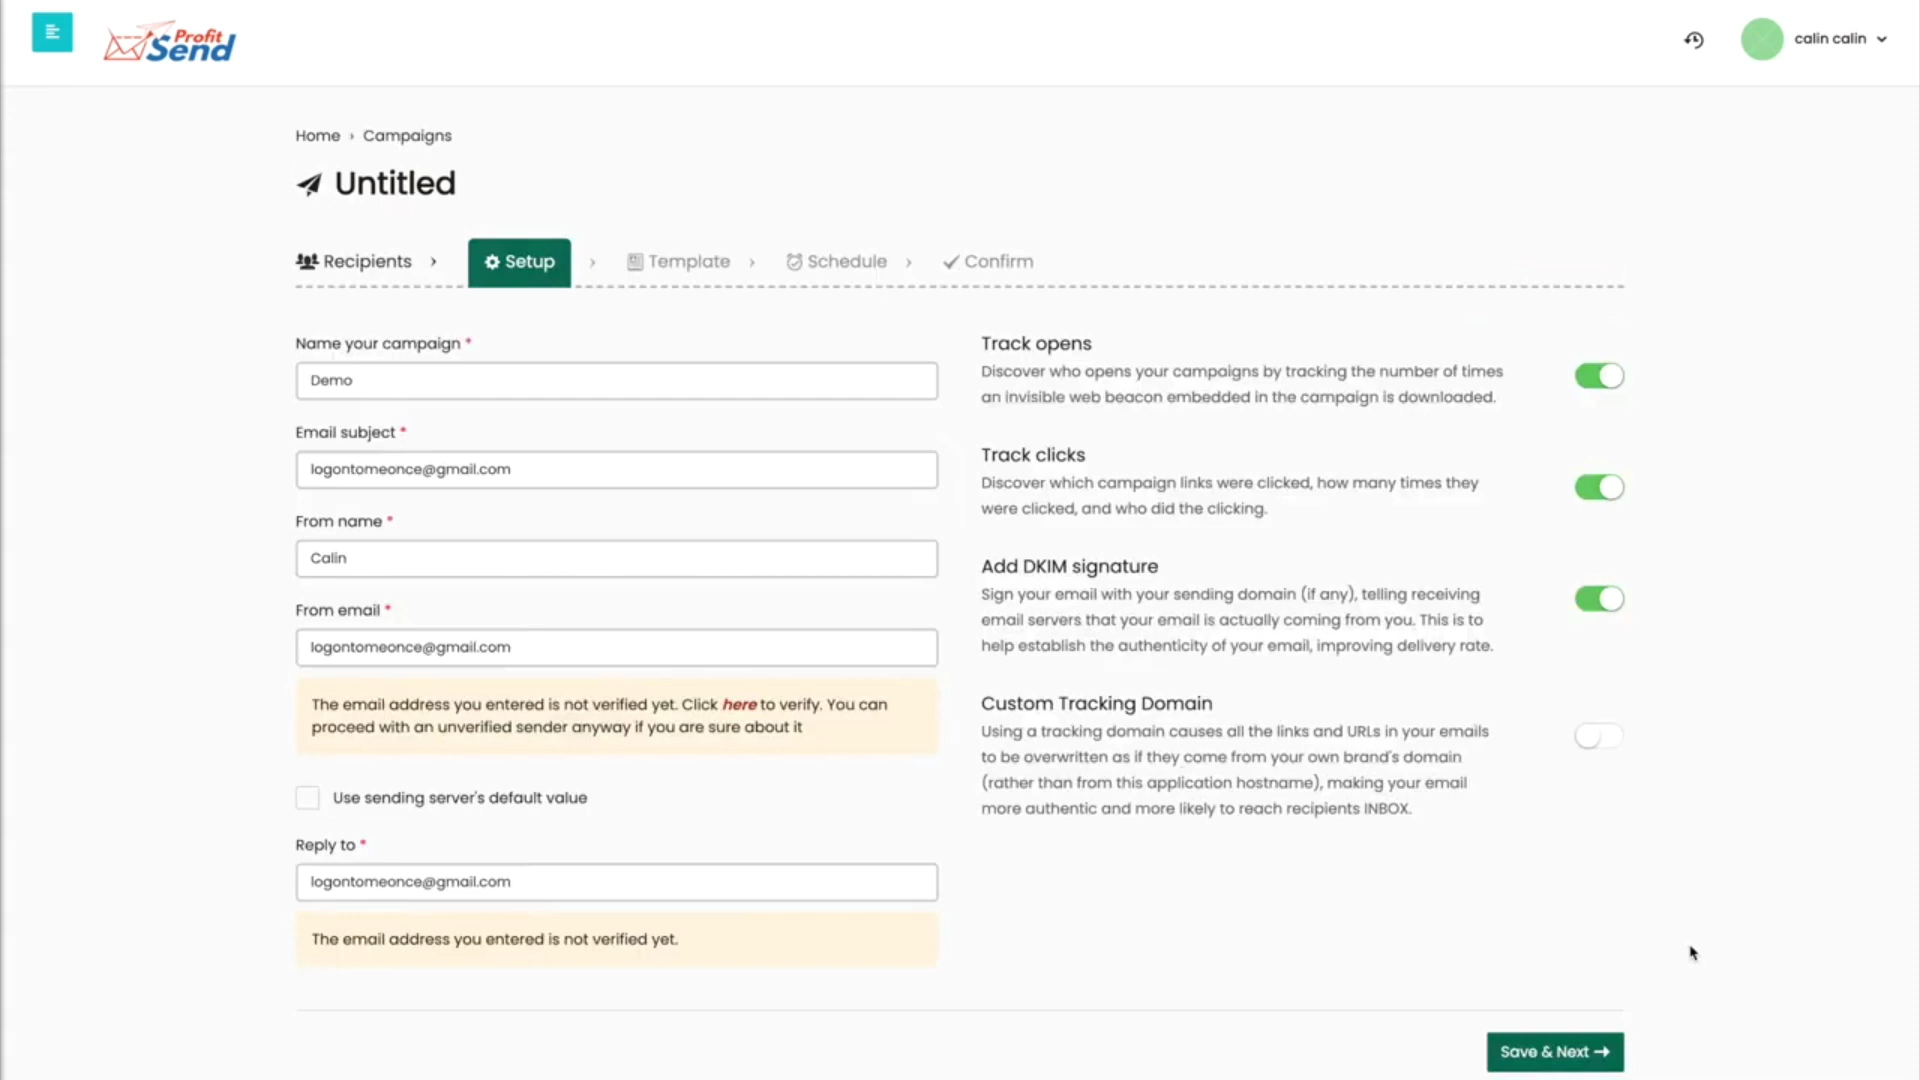 Profit
Send
calin calin
Home › Campaigns
Untitled
Recipients › Setup › Template › Schedule › Confirm
Name your campaign *
Demo
Email subject *
logontomeonce@gmail.com
From name *
Calin
From email *
logontomeonce@gmail.com
The email address you entered is not verified yet. Click here to verify. You can
proceed with an unverified sender anyway if you are sure about it
Use sending server's default value
Reply to *
logontomeonce@gmail.com
The email address you entered is not verified yet.
Track opens
Discover who opens your campaigns by tracking the number of times
an invisible web beacon embedded in the campaign is downloaded.
Track clicks
Discover which campaign links were clicked, how many times they
were clicked, and who did the clicking.
Add DKIM signature
Sign your email with your sending domain (if any), telling receiving
email servers that your email is actually coming from you. This is to
help establish the authenticity of your email, improving delivery rate.
Custom Tracking Domain
Using a tracking domain causes all the links and URLs in your emails
to be overwritten as if they come from your own brand's domain
(rather than from this application hostname), making your email
more authentic and more likely to reach recipients INBOX.
Save & Next →